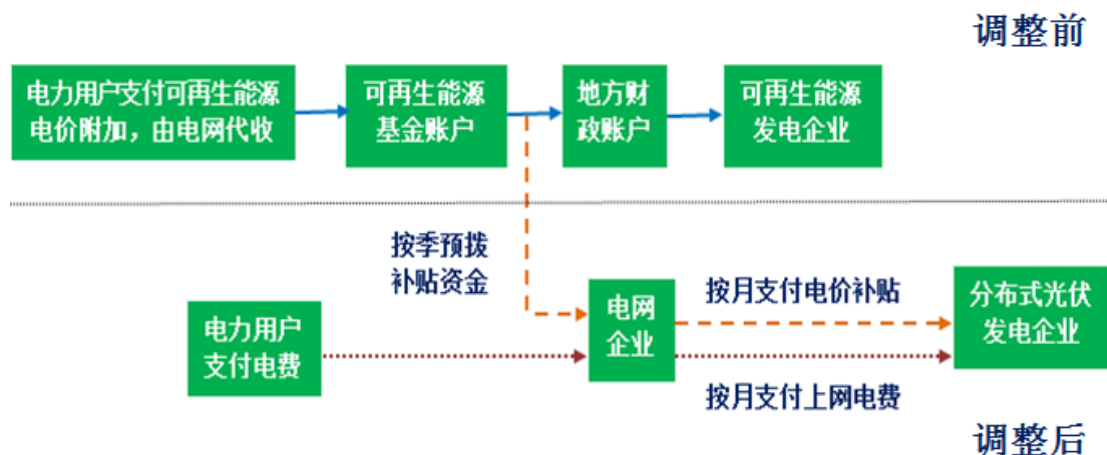 调整前
电力用户支付可再生能源
电价附加，由电网代收
可再生能源
基金账户
地方财
政账户
可再生能源
发电企业
按季预拨
补贴资金
电力用户
支付电费
电网
企业
按月支付电价补贴
按月支付上网电费
分布式光伏
发电企业
调整后